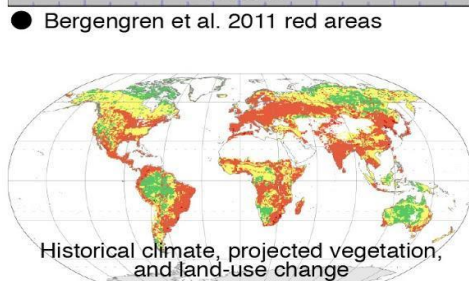 ● Bergengren et al. 2011 red areas
Historical climate, projected vegetation,
and land-use change